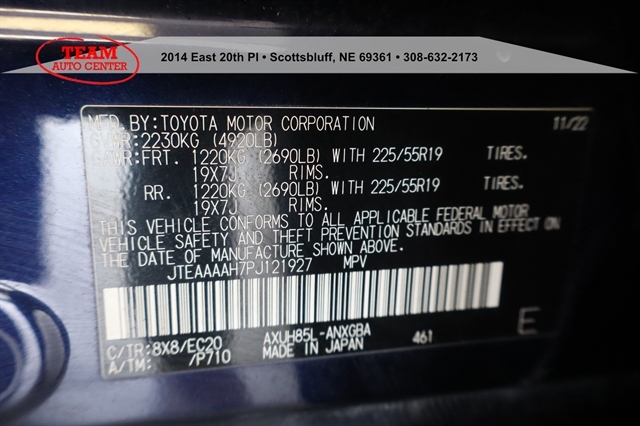 TEAM
AUTO CENTER
2014 East 20th Pl • Scottsbluff, NE 69361 • 308-632-2173
MFD. BY: TOYOTA MOTOR CORPORATION 11/22
GVWR: 2230KG (4920LB)
GAWR: FRT. 1220KG (2690LB) WITH 225/55R19 TIRES.
19X7J RIMS.
RR. 1220KG (2690LB) WITH 225/55R19 TIRES.
19X7J RIMS.
THIS VEHICLE CONFORMS TO ALL APPLICABLE FEDERAL MOTOR
VEHICLE SAFETY AND THEFT PREVENTION STANDARDS IN EFFECT ON
THE DATE OF MANUFACTURE SHOWN ABOVE.
JTEAAAAH7PJ121927 MPV
C/TR: 8X8/EC20 AXUH85L-ANXGBA 461 E
A/TM: /P710 MADE IN JAPAN